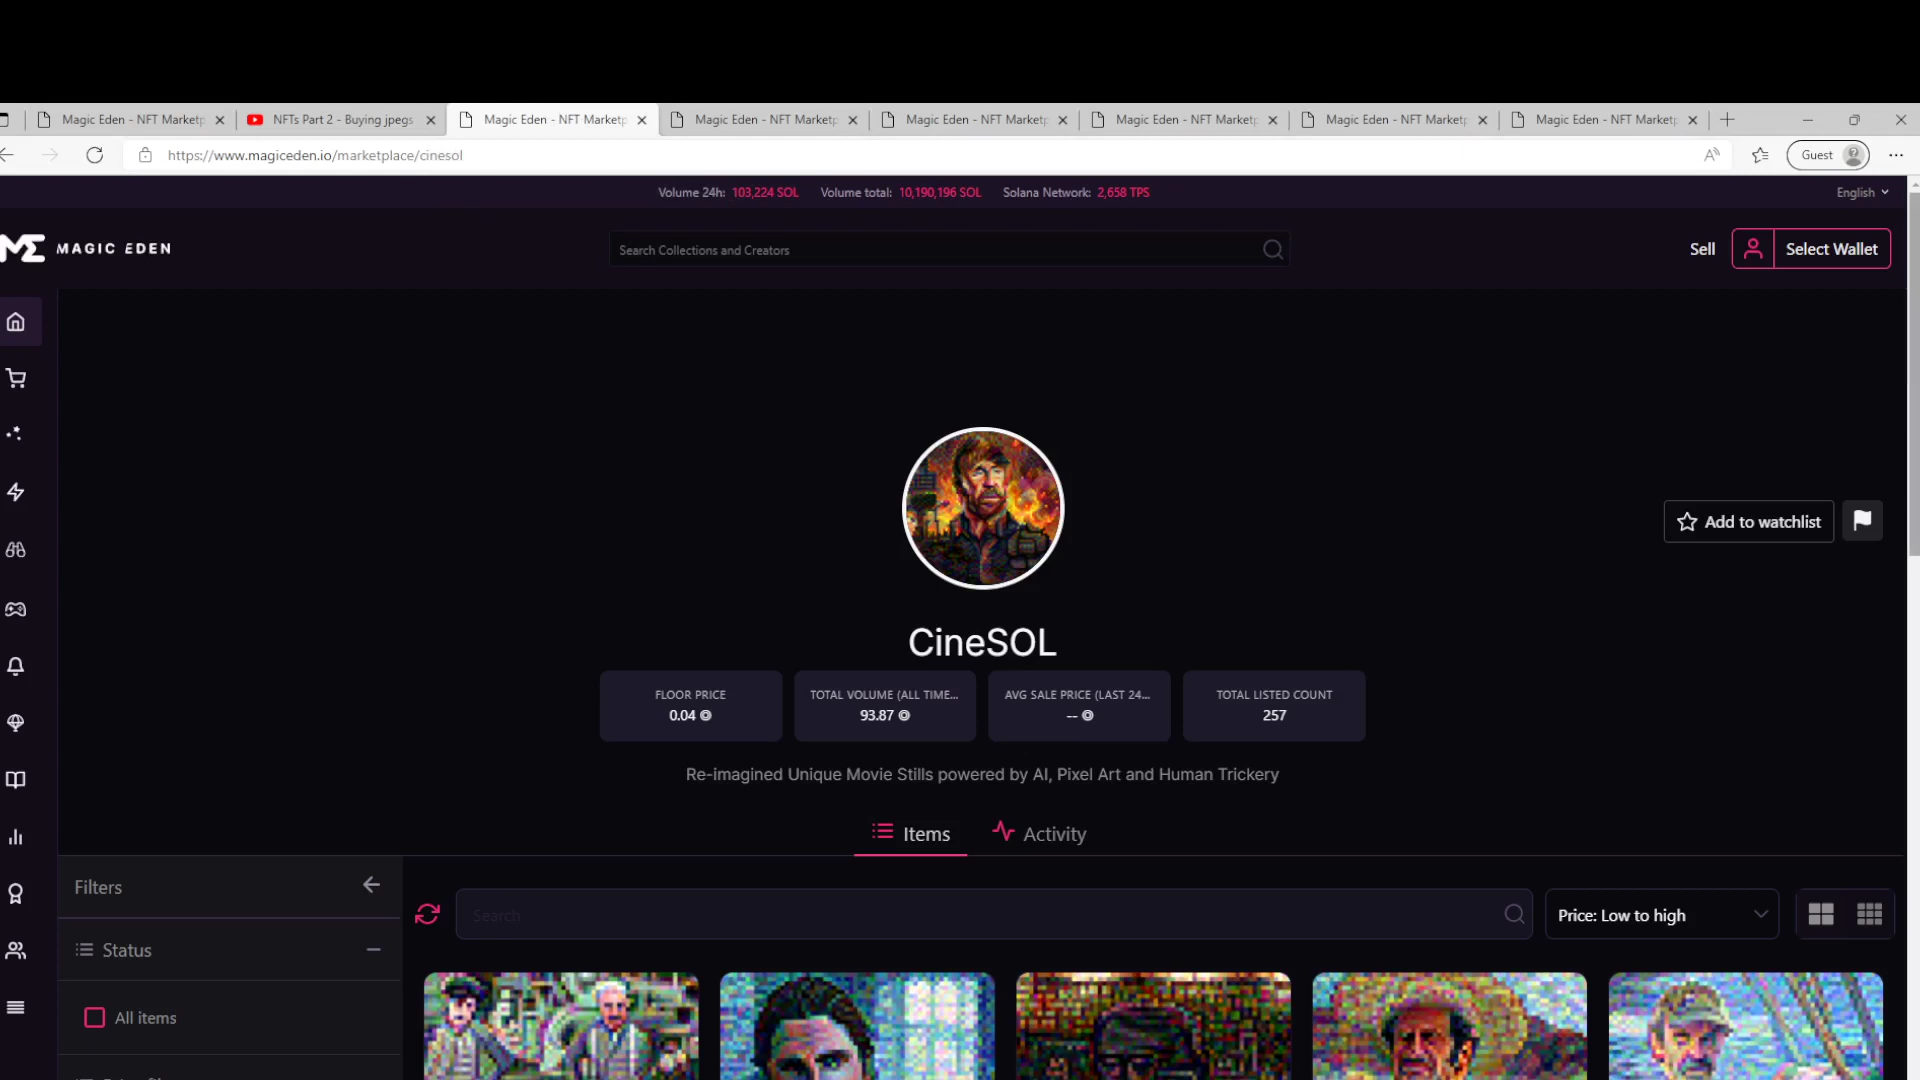 Magic Eden - NFT Marketp
NFTs Part 2 - Buying jpegs
Magic Eden - NFT Marketp
Magic Eden - NFT Marketp
Magic Eden - NFT Marketp
Magic Eden - NFT Marketp
Magic Eden - NFT Marketp
Magic Eden - NFT Marketp
https://www.magiceden.io/marketplace/cinesol
Guest
Volume 24h: 103,224 SOL Volume total: 10,190,196 SOL Solana Network: 2,658 TPS
English
MAGIC EDEN
Search Collections and Creators
Sell
Select Wallet
Add to watchlist
CineSOL
FLOOR PRICE
0.04
TOTAL VOLUME (ALL TIME...
93.87
AVG SALE PRICE (LAST 24...
--
TOTAL LISTED COUNT
257
Re-imagined Unique Movie Stills powered by AI, Pixel Art and Human Trickery
Items
Activity
Filters
Search
Price: Low to high
Status
All items